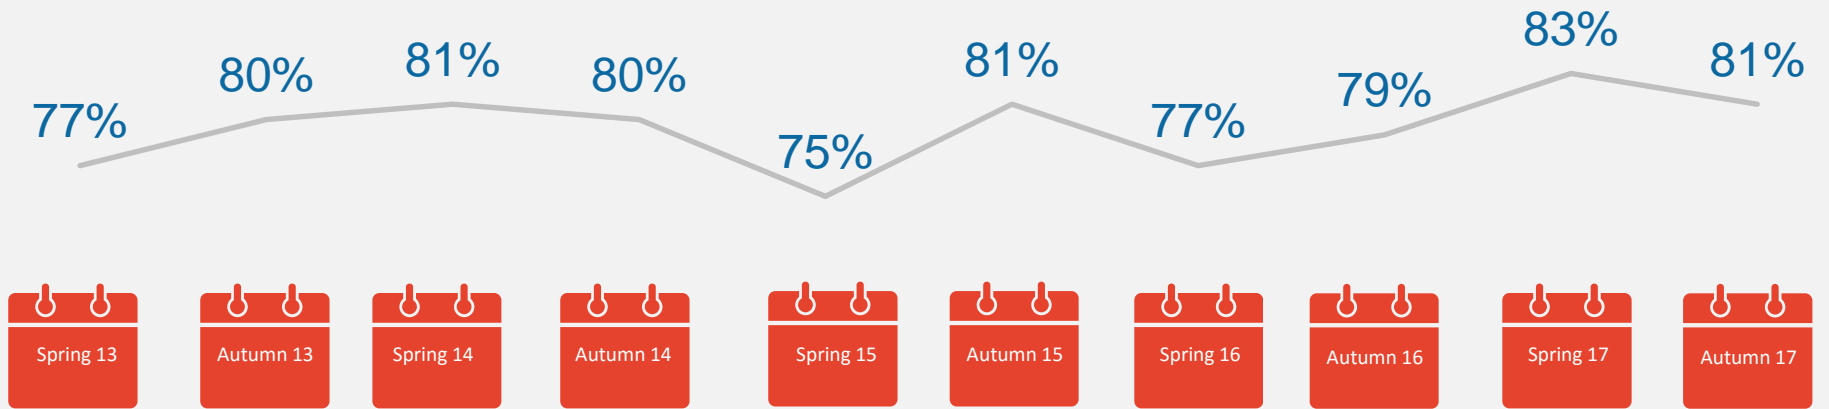 77%
80%
81%
80%
75%
81%
77%
79%
83%
81%
Spring 13
Autumn 13
Spring 14
Autumn 14
Spring 15
Autumn 15
Spring 16
Autumn 16
Spring 17
Autumn 17